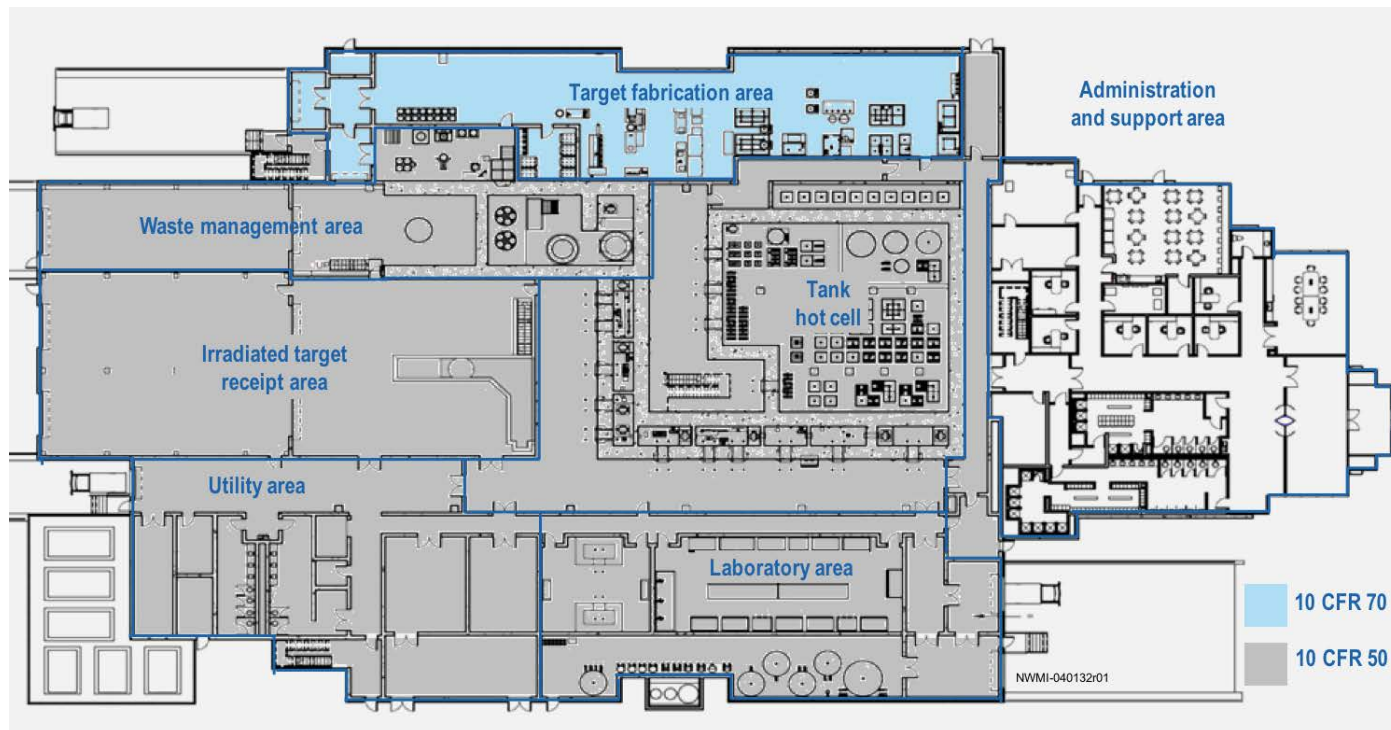 Target fabrication area
Administration
and support area
Waste management area
Tank
hot cell
Irradiated target
receipt area
Utility area
Laboratory area
10 CFR 70
10 CFR 50
NWMI-040132r01